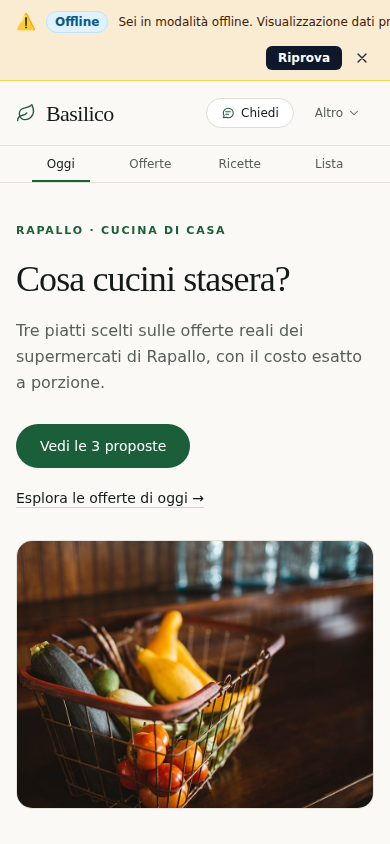 Offline Sei in modalità offline. Visualizzazione dati
Riprova
Basilico
Chiedi
Altro
Oggi
Offerte
Ricette
Lista
RAPALLO · CUCINA DI CASA
Cosa cucini stasera?
Tre piatti scelti sulle offerte reali dei
supermercati di Rapallo, con il costo esatto
a porzione.
Vedi le 3 proposte
Esplora le offerte di oggi →